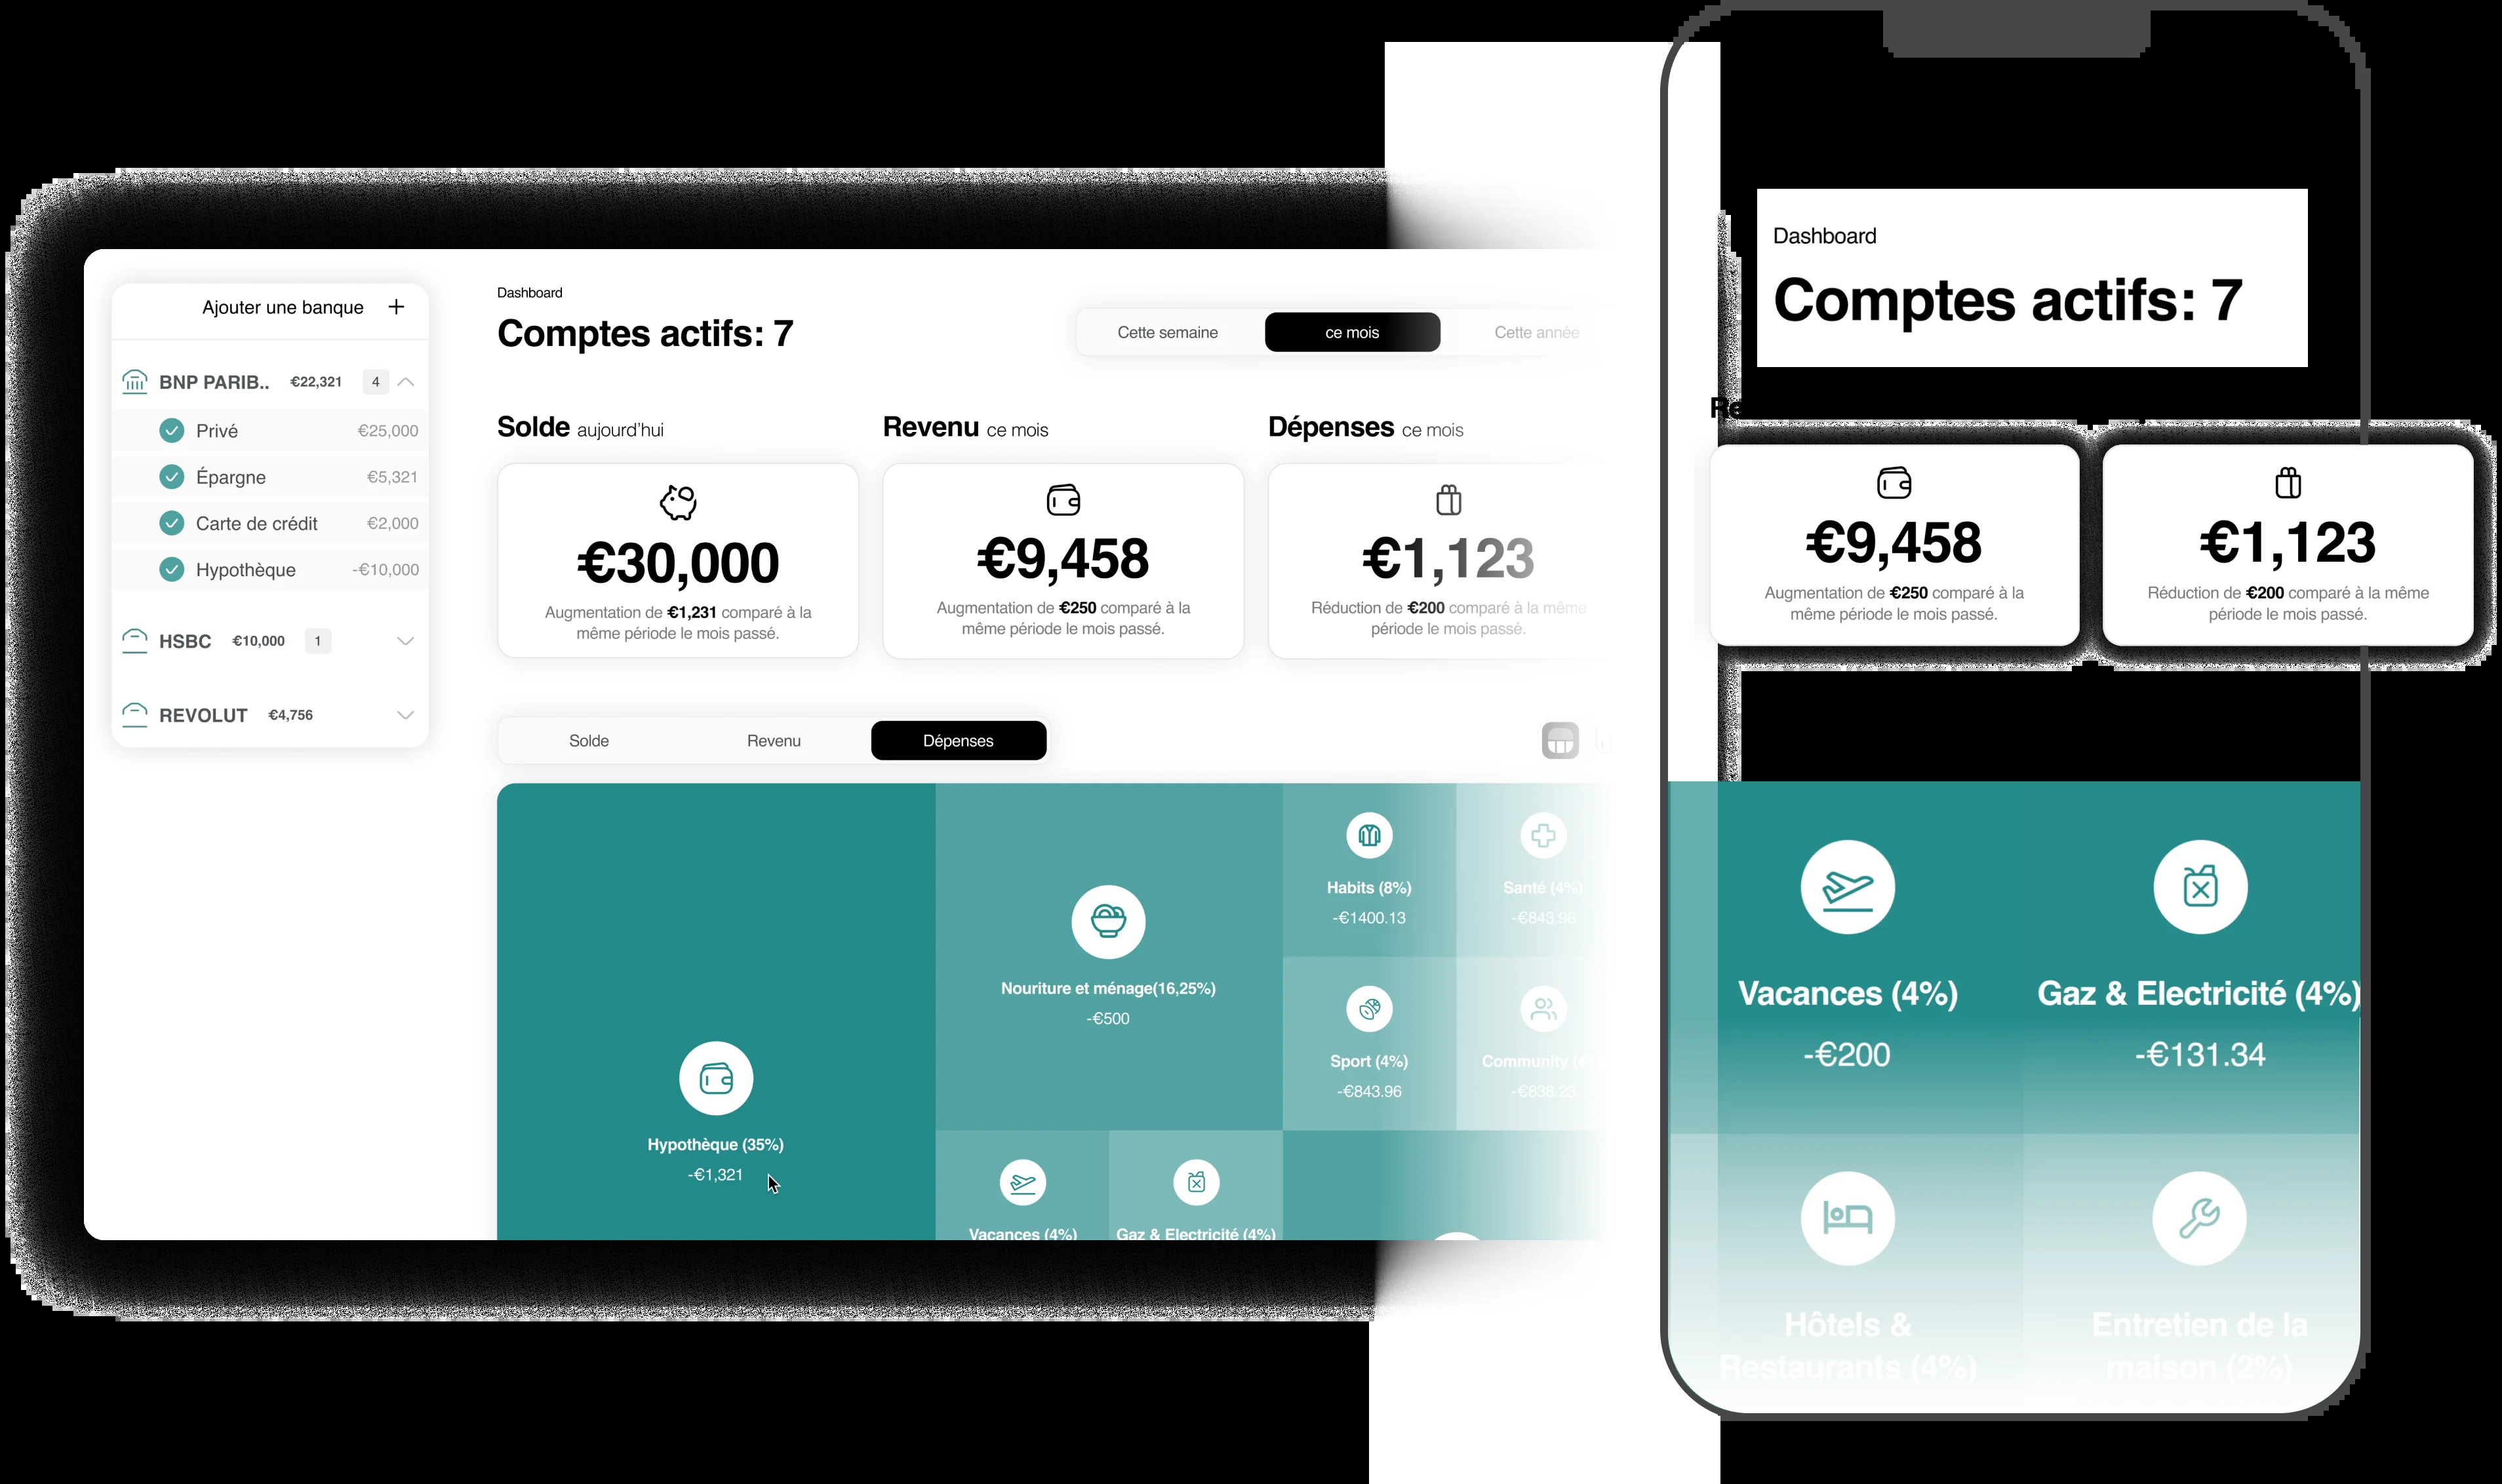 Ajouter une banque +
BNP PARIB.. €22,321 4
Privé €25,000
Épargne €5,321
Carte de crédit €2,000
Hypothèque -€10,000
HSBC €10,000 1
REVOLUT €4,756
Dashboard
Comptes actifs: 7
Cette semaine ce mois Cette année
Solde aujourd'hui
€30,000
Augmentation de €1,231 comparé à la
même période le mois passé.
Revenu ce mois
€9,458
Augmentation de €250 comparé à la
même période le mois passé.
Dépenses ce mois
€1,123
Réduction de €200 comparé à la même
période le mois passé.
Solde Revenu Dépenses
Hypothèque (35%)
-€1,321
Nouriture et ménage(16,25%)
-€500
Habits (8%)
-€1400.13
Santé (4%)
-€843.96
Sport (4%)
-€843.96
Community (4%)
-€838.23
Vacances (4%)
Gaz & Electricité (4%)
Dashboard
Comptes actifs: 7
Re
€9,458
Augmentation de €250 comparé à la
même période le mois passé.
€1,123
Réduction de €200 comparé à la même
période le mois passé.
Vacances (4%)
-€200
Gaz & Electricité (4%)
-€131.34
Hôtels &
Restaurants (4%)
Entretien de la
maison (2%)